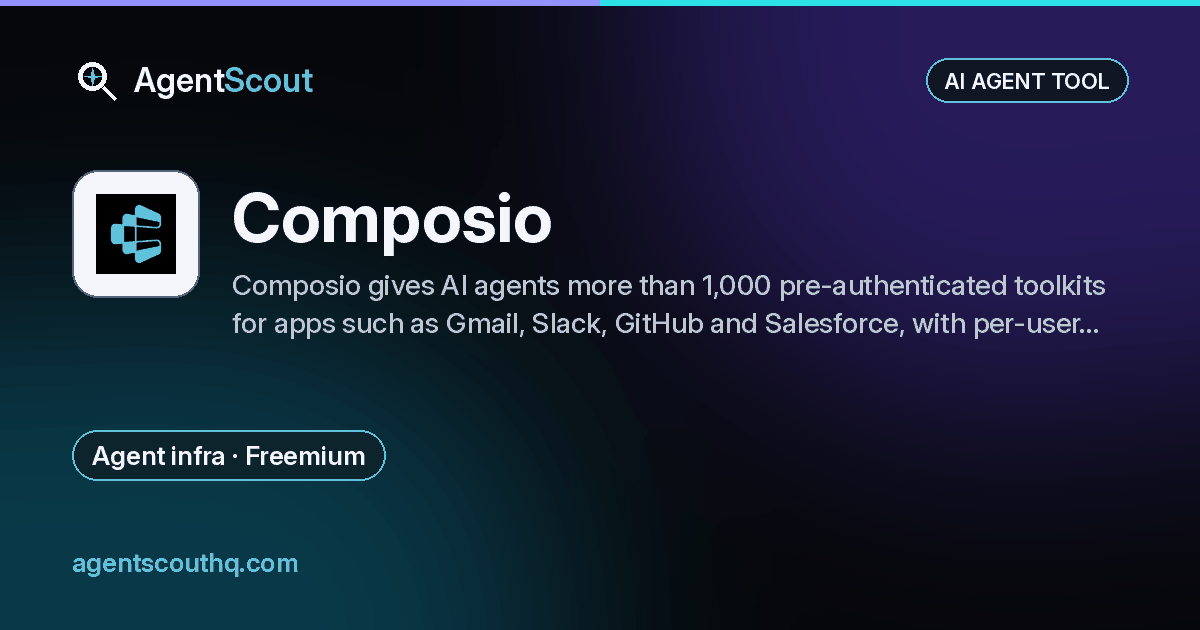 AgentScout
AI AGENT TOOL
Composio
Composio gives AI agents more than 1,000 pre-authenticated toolkits
for apps such as Gmail, Slack, GitHub and Salesforce, with per-user...
Agent infra · Freemium
agentscouthq.com